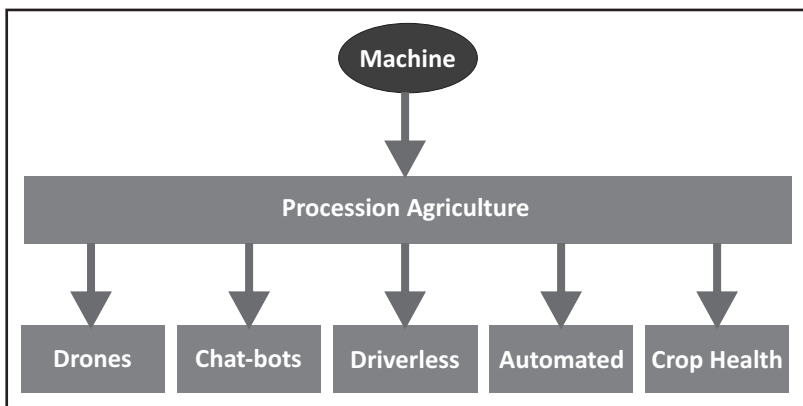 Machine
Procession Agriculture
Drones
Chat-bots
Driverless
Automated
Crop Health